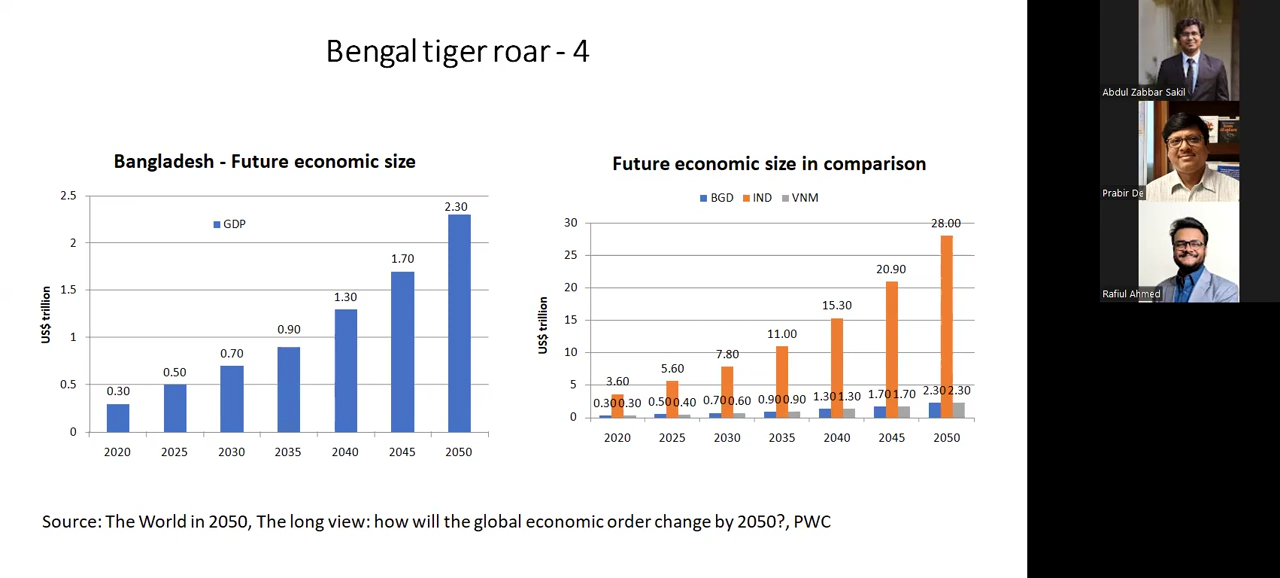 Bengal tiger roar - 4
Bangladesh - Future economic size
2.5
2
1.5
1
0.5
0
US$ trillion
GDP
0.30
0.50
0.70
0.90
1.30
1.70
2.30
2020
2025
2030
2035
2040
2045
2050
Future economic size in comparison
BGD IND VNM
30
25
20
15
10
5
0
US$ trillion
0.30 3.60 0.30
0.50 5.60 0.40
0.70 7.80 0.60
0.90 11.00 0.90
1.30 15.30 1.30
1.70 20.90 1.70
2.30 28.00 2.30
2020
2025
2030
2035
2040
2045
2050
Source: The World in 2050, The long view: how will the global economic order change by 2050?, PWC
Abdul Zabbar Sakil
Prabir De
Rafiul Ahmed